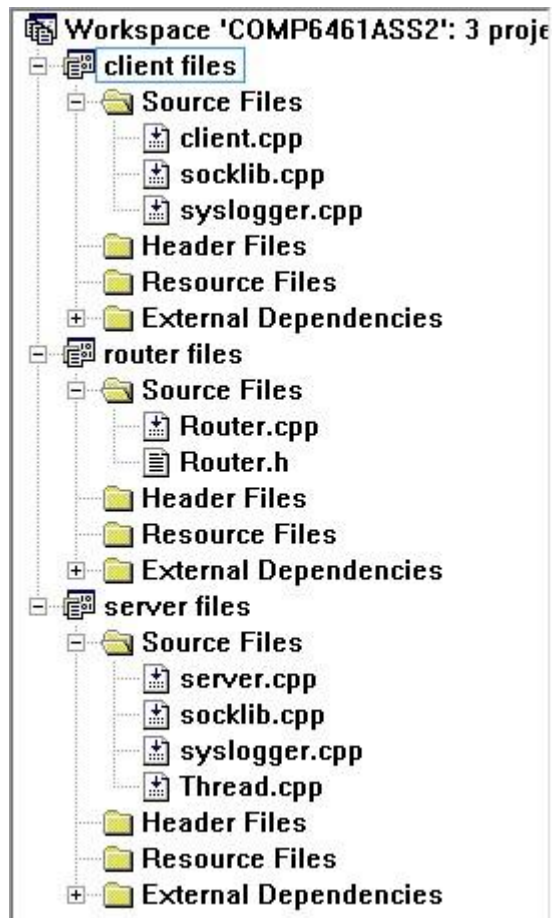 Workspace 'COMP6461ASS2': 3 proje
client files
Source Files
client.cpp
socklib.cpp
syslogger.cpp
Header Files
Resource Files
External Dependencies
router files
Source Files
Router.cpp
Router.h
Header Files
Resource Files
External Dependencies
server files
Source Files
server.cpp
socklib.cpp
syslogger.cpp
Thread.cpp
Header Files
Resource Files
External Dependencies